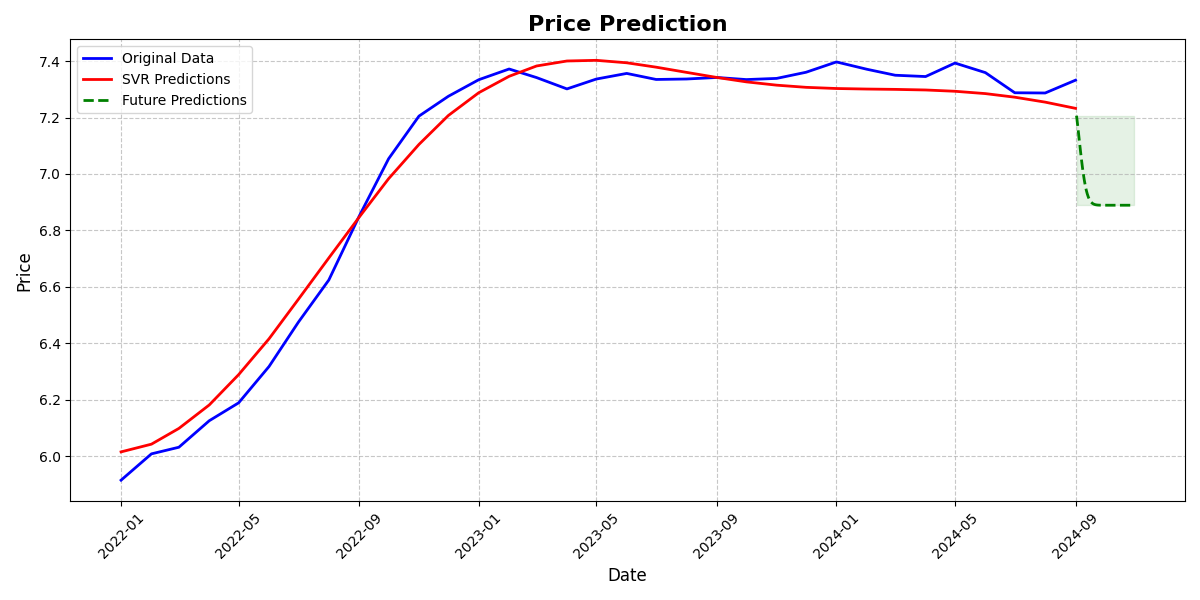 Price Prediction
Original Data
SVR Predictions
Future Predictions
Price
7.4
7.2
7.0
6.8
6.6
6.4
6.2
6.0
2022-01
2022-05
2022-09
2023-01
2023-05
2023-09
2024-01
2024-05
2024-09
Date